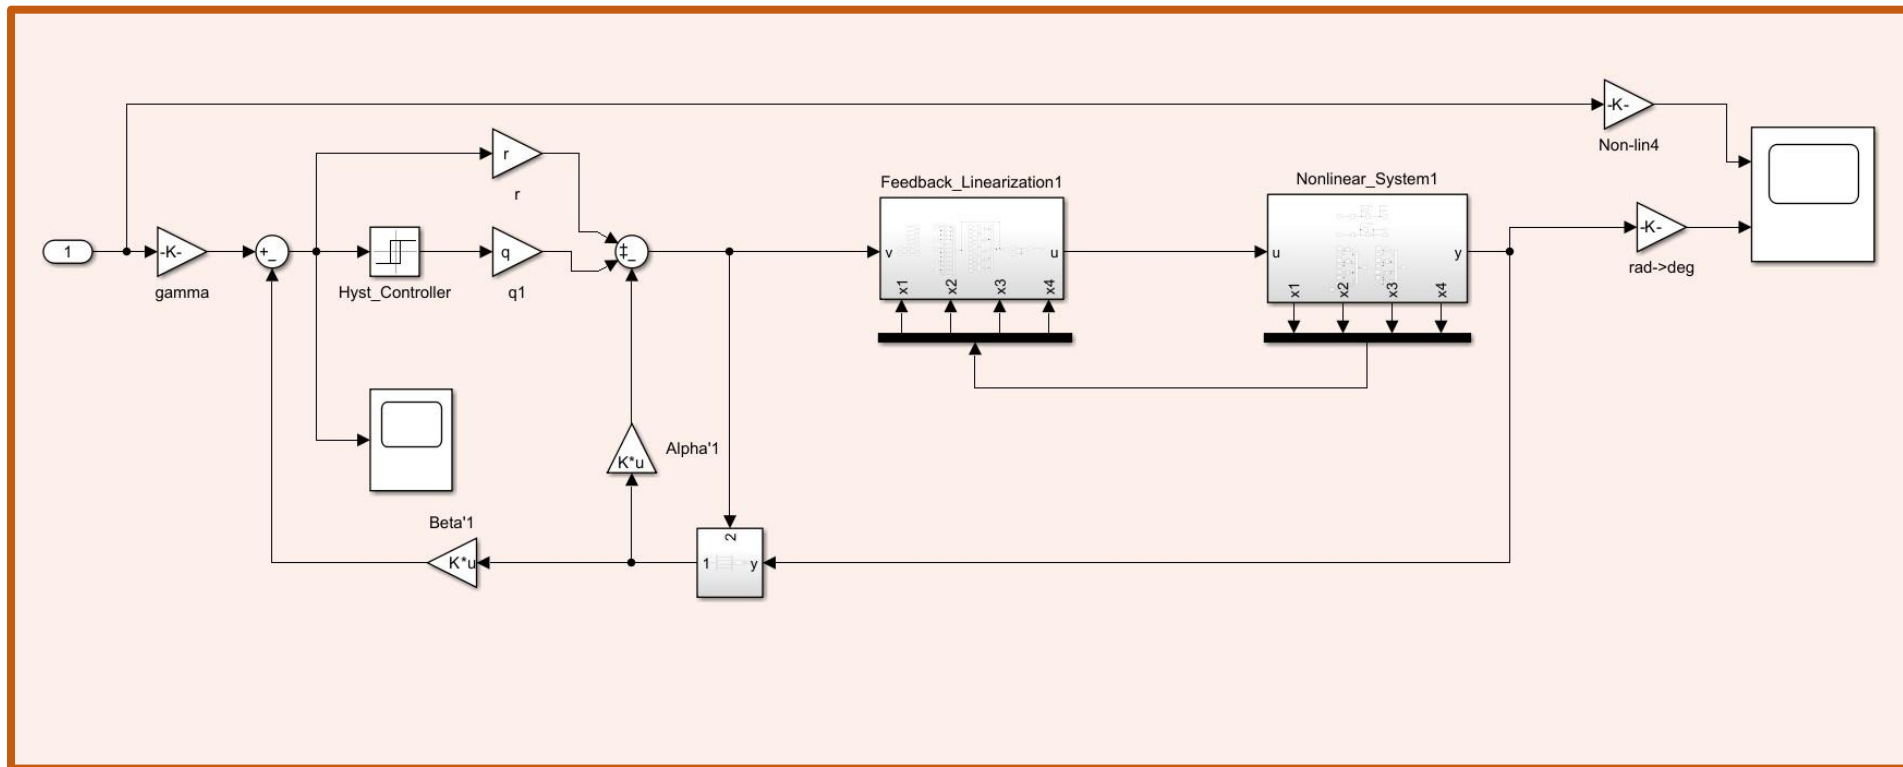 -K-
Non-lin4
r
r
Feedback_Linearization1
Nonlinear_System1
1
-K-
gamma
+
_
Hyst_Controller
q
q1
+
+
_
v
u
x1
x2
x3
x4
u
y
x1
x2
x3
x4
-K-
rad->deg
K*u
Alpha'1
Beta'1
K*u
2
1
y